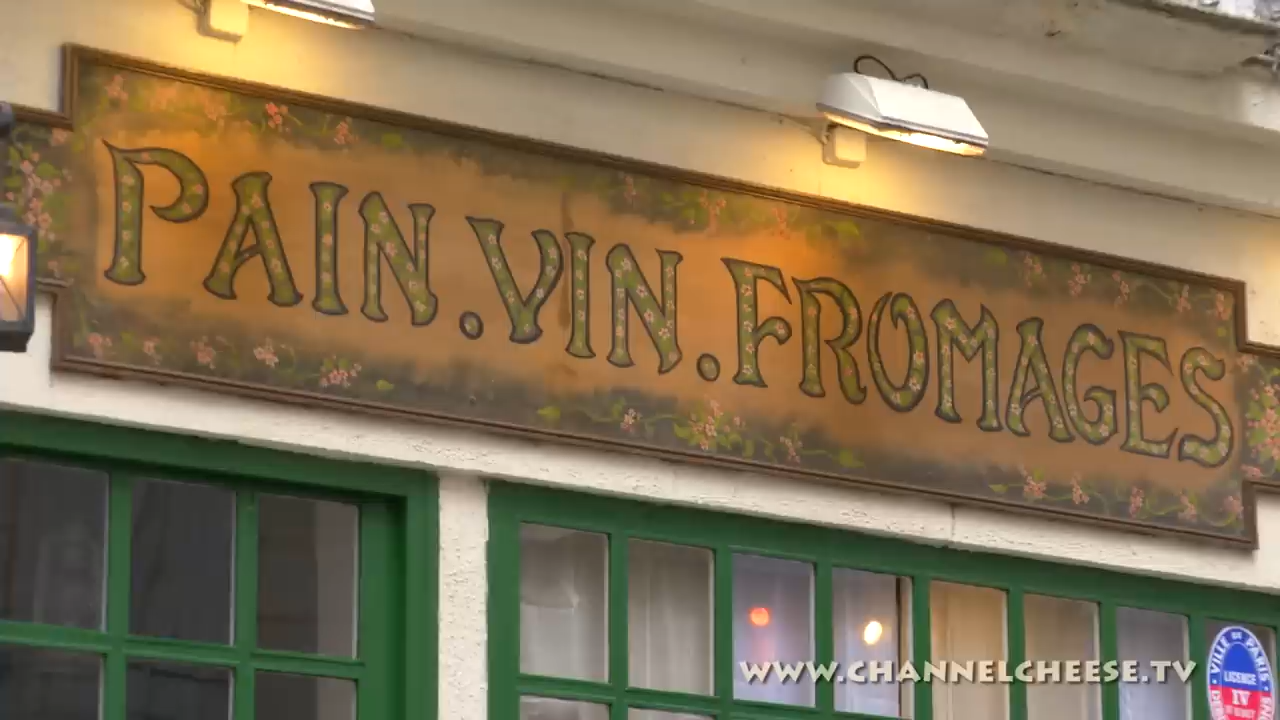 PAIN.VIN.FROMAGES
WWW.CHANNELCHEESE.TV
VILLE DE PARIS
LICENCE
IV